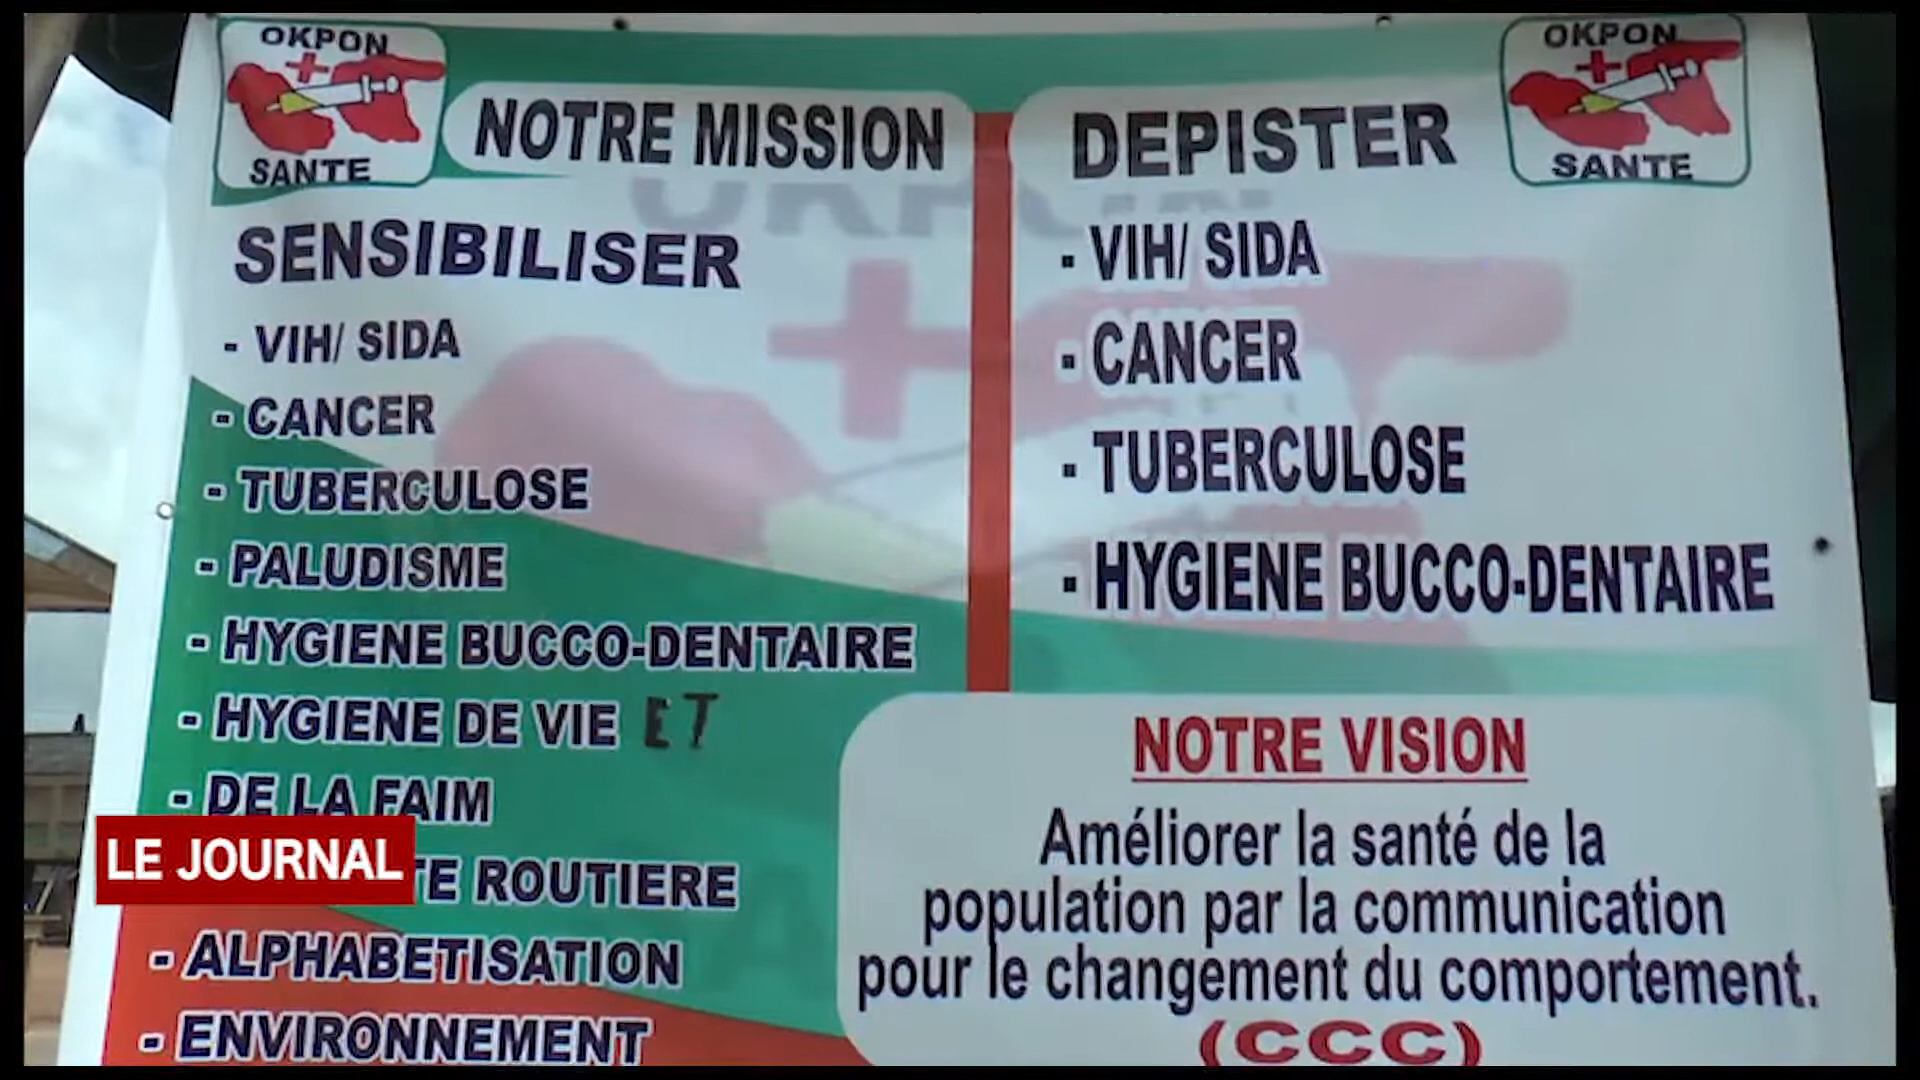 OKPON
SANTE
NOTRE MISSION
SENSIBILISER
- VIH/ SIDA
- CANCER
- TUBERCULOSE
- PALUDISME
- HYGIENE BUCCO-DENTAIRE
- HYGIENE DE VIE ET
- DE LA FAIM
ROUTIERE
- ALPHABETISATION
- ENVIRONNEMENT
DEPISTER
OKPON
SANTE
- VIH/ SIDA
- CANCER
- TUBERCULOSE
- HYGIENE BUCCO-DENTAIRE
NOTRE VISION
Améliorer la santé de la
population par la communication
pour le changement du comportement.
(CCC)
OKPON
LE JOURNAL